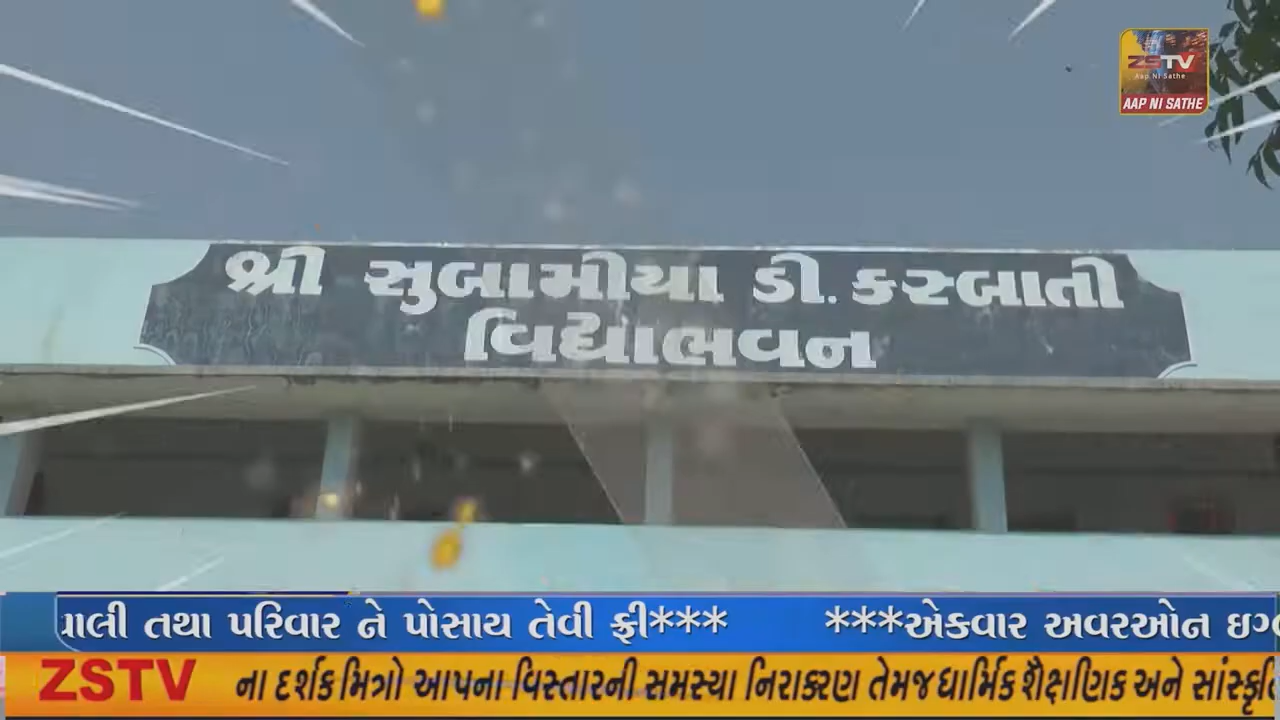 ZSTV
Aap Ni Sathe
AAP NI SATHE
શ્રી સુબામીયા ડી. કરબાતી
વિદ્યાભવન
તથા પરિવાર ને પોસાય તેવી ફ્રી*** ***એકવાર અવરઓન
ZSTV ના દર્શક મિત્રો આપના વિસ્તારની સમસ્યા નિરાકરણ તેમજ ધાર્મિક શૈક્ષણિક અને